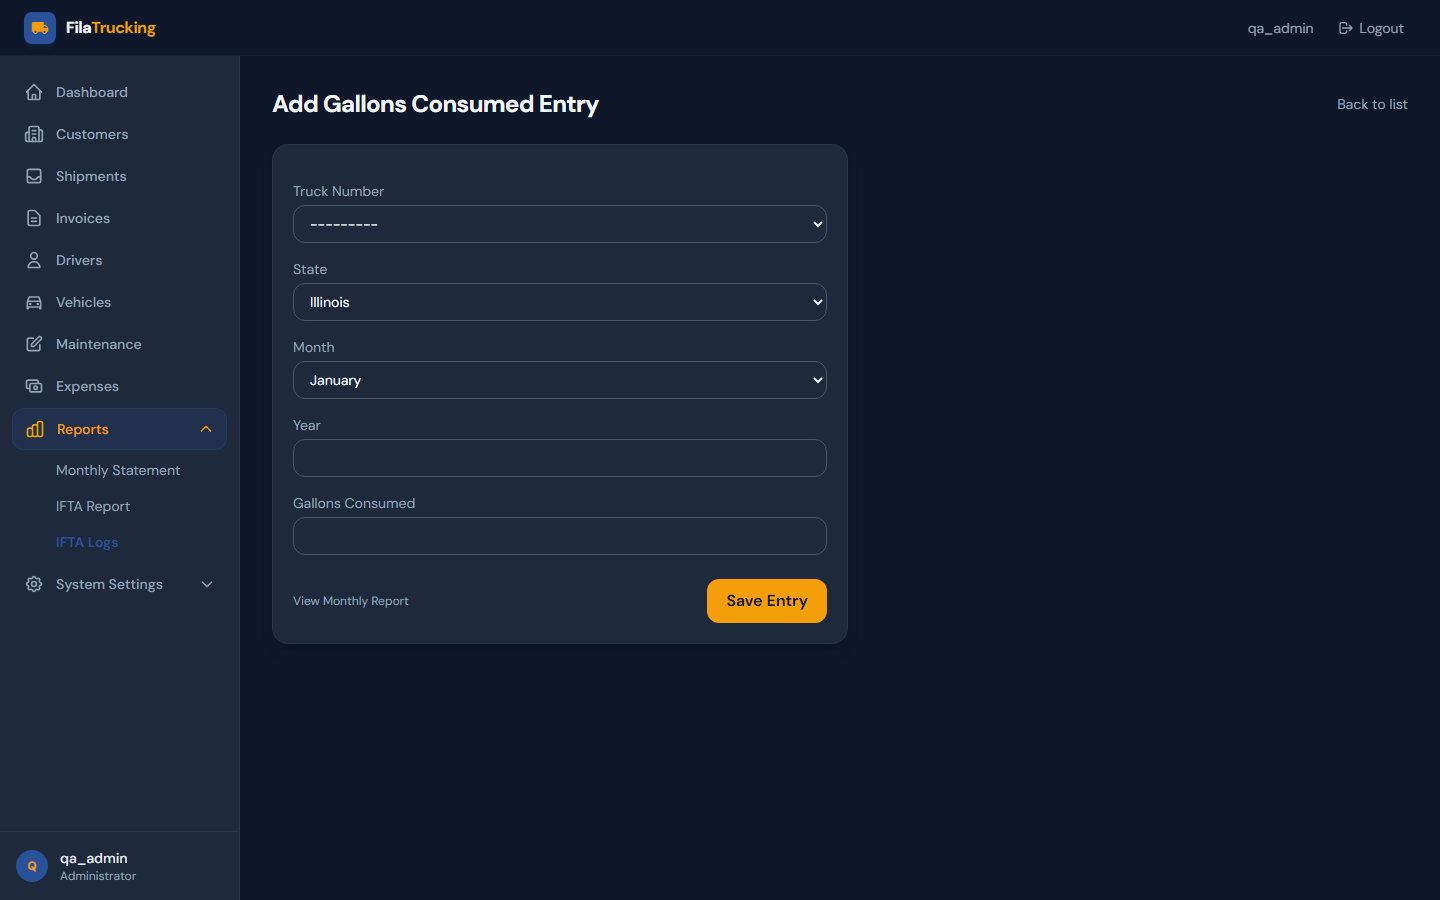 FilaTrucking
qa_admin
Logout
Dashboard
Customers
Shipments
Invoices
Drivers
Vehicles
Maintenance
Expenses
Reports
Monthly Statement
IFTA Report
IFTA Logs
System Settings
Q
qa_admin
Administrator
Add Gallons Consumed Entry
Back to list
Truck Number
---------
State
Illinois
Month
January
Year
Gallons Consumed
View Monthly Report
Save Entry